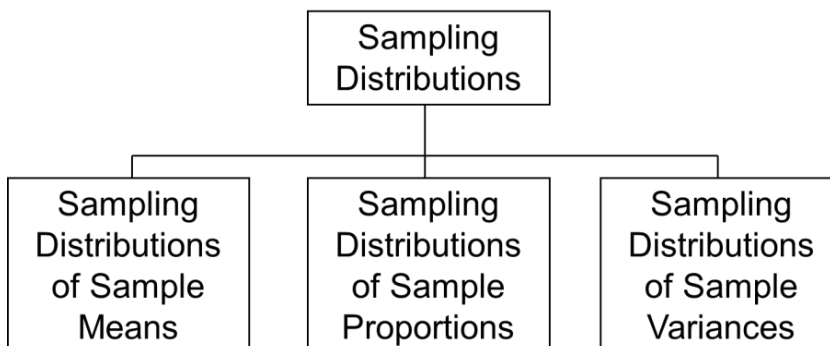 Sampling
Distributions
Sampling
Distributions
of Sample
Means
Sampling
Distributions
of Sample
Proportions
Sampling
Distributions
of Sample
Variances